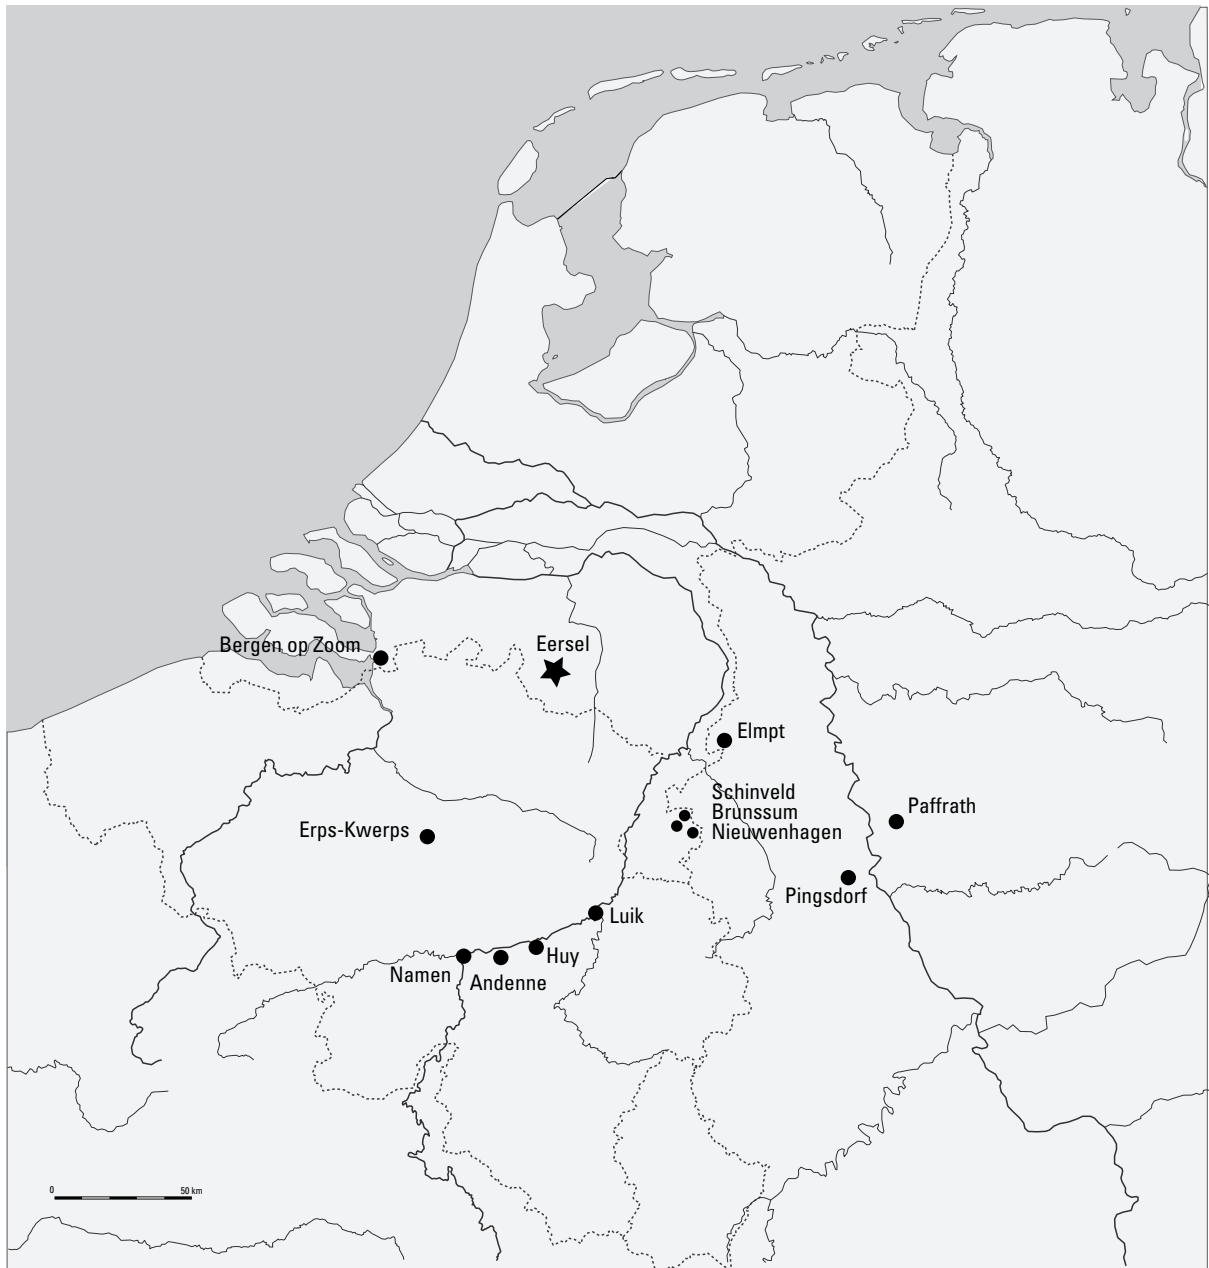 Bergen op Zoom
Eersel
Elmpt
Schinveld
Brunssum
Nieuwenhagen
Paffrath
Erps-Kwerps
Pingsdorf
Luik
Huy
Namen
Andenne
0
50 km